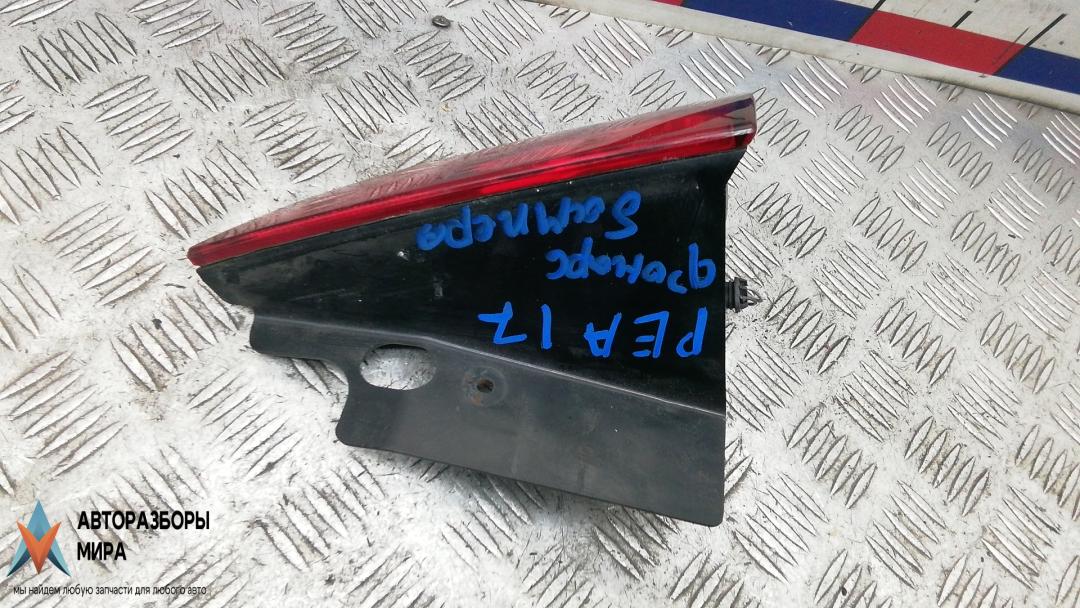 PEA 17
фонарь
бампера
АВТОРАЗБОРЫ
МИРА
мы найдем любую запчасти для любого авто